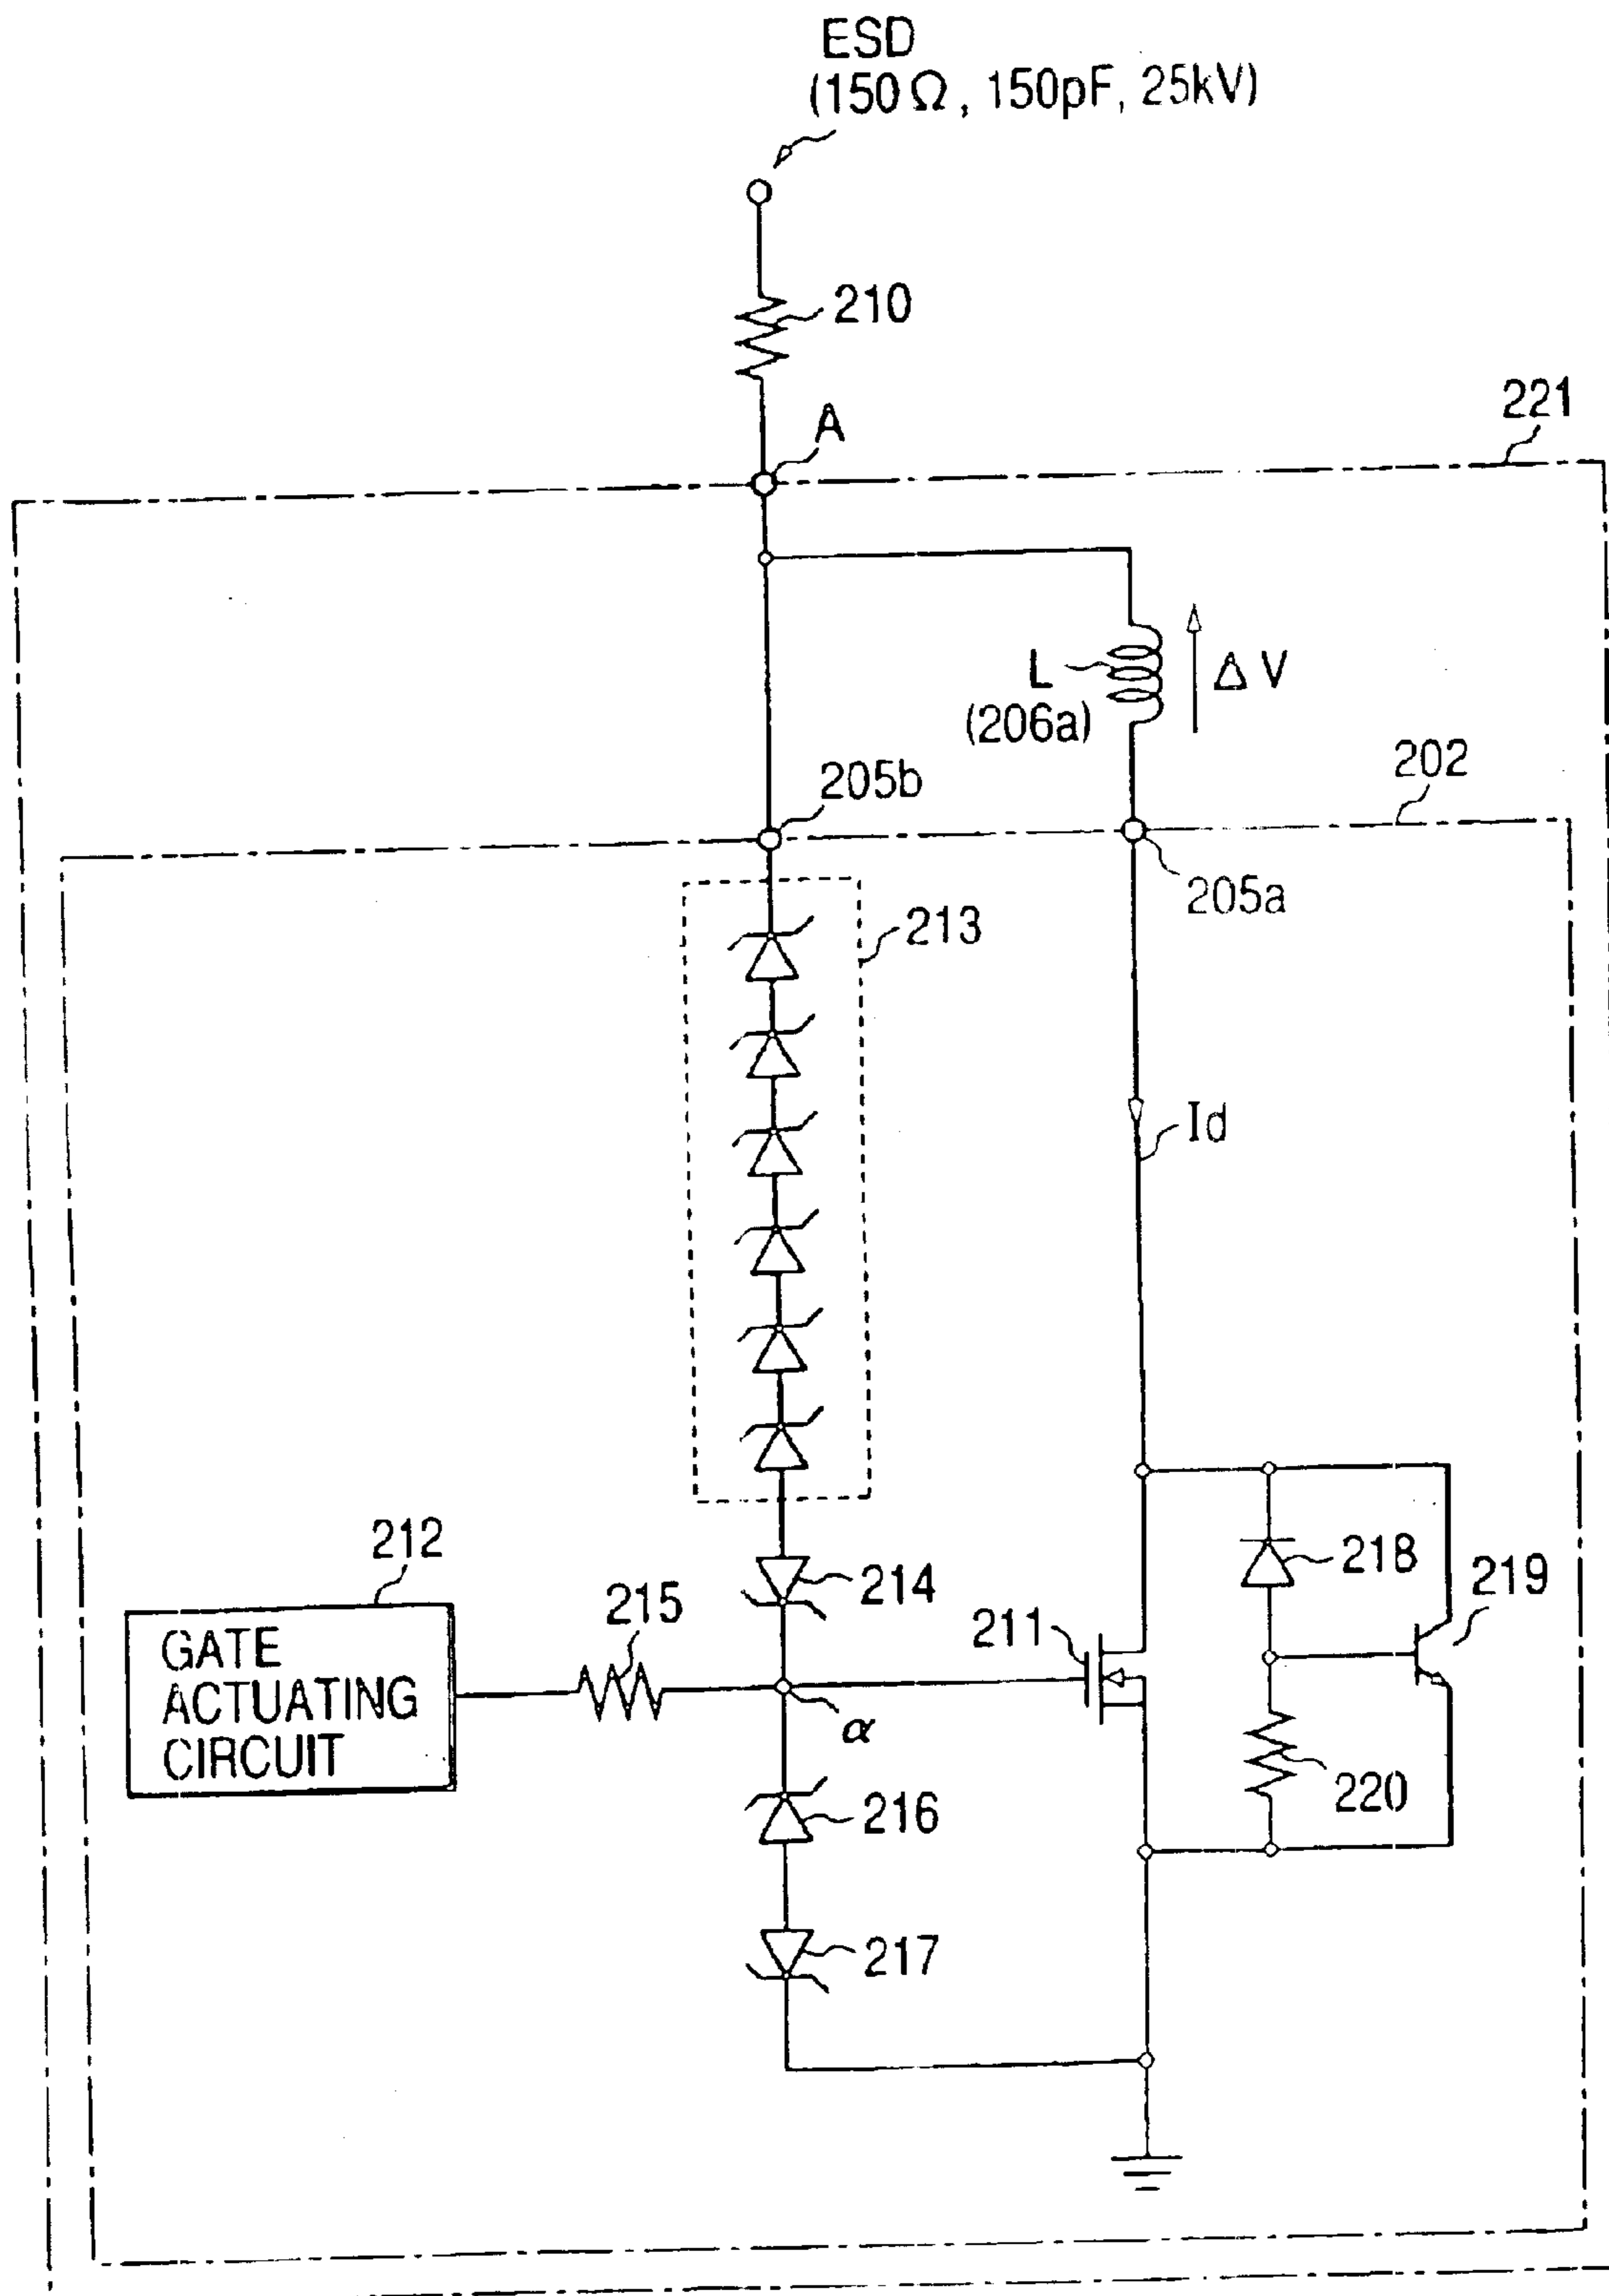 ESD
(150Ω, 150pF, 25kV)
210
A
221
L
(206a)
ΔV
202
205b
205a
213
Id
212
GATE
ACTUATING
CIRCUIT
215
214
211
218
219
α
216
220
217